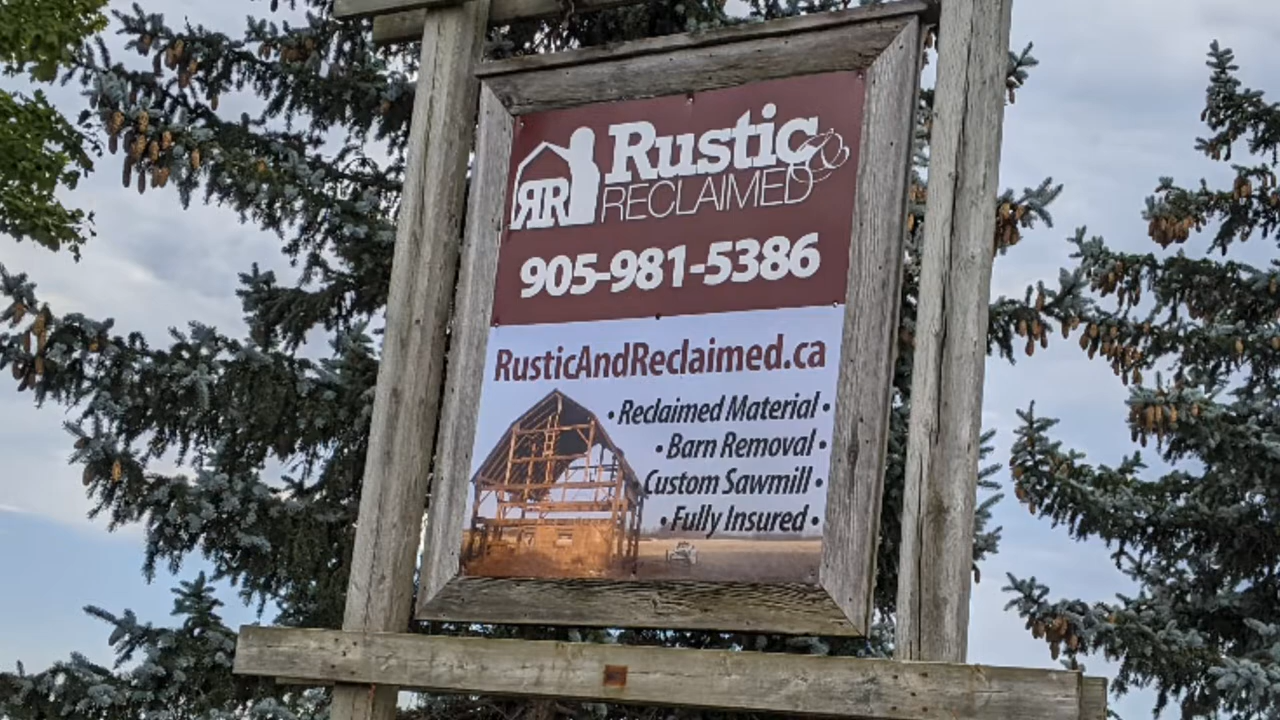 RR Rustic &
RECLAIMED
905-981-5386
RusticAndReclaimed.ca
• Reclaimed Material •
• Barn Removal •
Custom Sawmill •
• Fully Insured •